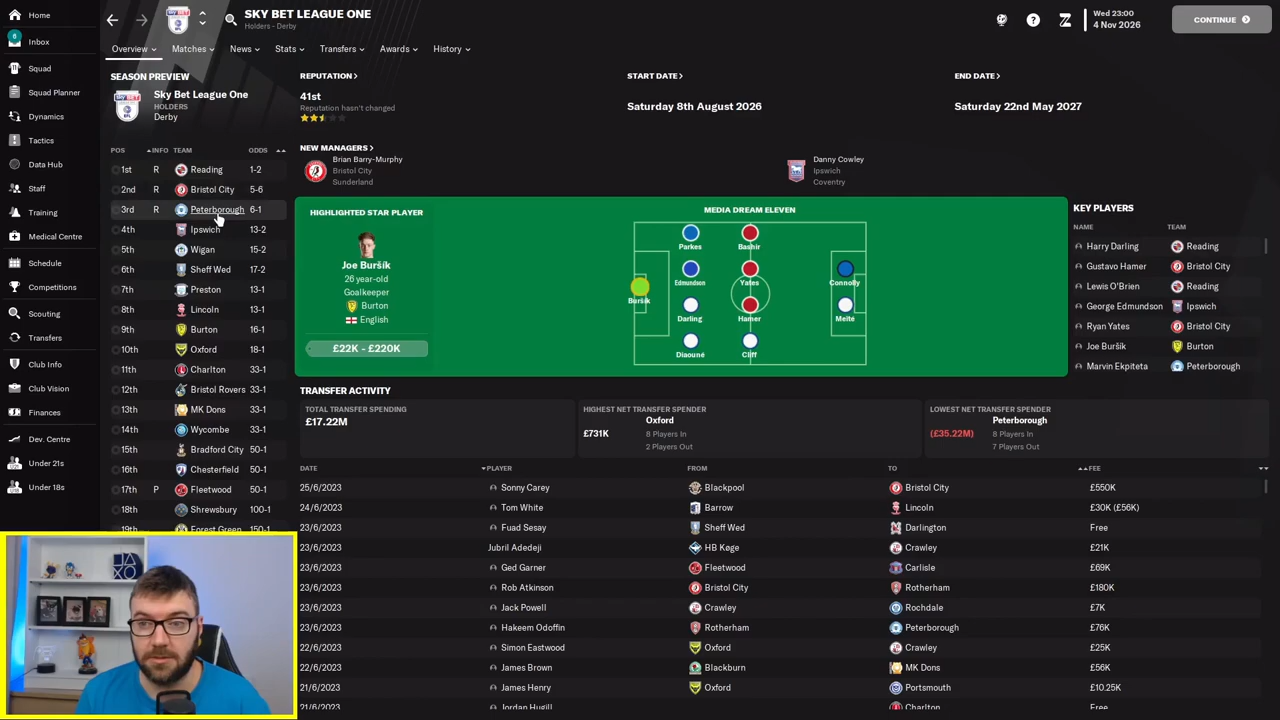 Home
Inbox
Squad
Squad Planner
Dynamics
Tactics
Data Hub
Staff
Training
Medical Centre
Schedule
Competitions
Scouting
Transfers
Club Info
Club Vision
Finances
Dev. Centre
Under 21s
Under 18s
SKY BET LEAGUE ONE
Holders - Derby
Wed 23:00
4 Nov 2026
CONTINUE
Overview
Matches
News
Stats
Transfers
Awards
History
SEASON PREVIEW
Sky Bet League One
HOLDERS
Derby
POS INFO TEAM ODDS
1st R Reading 1-2
2nd R Bristol City 5-6
3rd R Peterborough 6-1
4th Ipswich 13-2
5th Wigan 15-2
6th Sheff Wed 17-2
7th Preston 13-1
8th Lincoln 13-1
9th Burton 16-1
10th Oxford 18-1
11th Charlton 33-1
12th Bristol Rovers 33-1
13th MK Dons 33-1
14th Wycombe 33-1
15th Bradford City 50-1
16th Chesterfield 50-1
17th P Fleetwood 50-1
18th Shrewsbury 100-1
19th Forest Green 150-1
REPUTATION
41st
Reputation hasn't changed
START DATE
Saturday 8th August 2026
END DATE
Saturday 22nd May 2027
NEW MANAGERS
Brian Barry-Murphy
Bristol City
Sunderland
Danny Cowley
Ipswich
Coventry
HIGHLIGHTED STAR PLAYER
Joe Buršík
26 year-old
Goalkeeper
Burton
English
£22K - £220K
MEDIA DREAM ELEVEN
Parkes
Bashir
Edmundson
Yates
Connolly
Buršík
Darling
Hamer
Meite
Diaouné
Cliff
KEY PLAYERS
NAME TEAM
Harry Darling Reading
Gustavo Hamer Bristol City
Lewis O'Brien Reading
George Edmundson Ipswich
Ryan Yates Bristol City
Joe Buršík Burton
Marvin Ekpiteta Peterborough
TRANSFER ACTIVITY
TOTAL TRANSFER SPENDING
£17.22M
HIGHEST NET TRANSFER SPENDER
Oxford
£731K
8 Players In
2 Players Out
LOWEST NET TRANSFER SPENDER
Peterborough
(£35.22M)
8 Players In
7 Players Out
DATE PLAYER FROM TO FEE
25/6/2023 Sonny Carey Blackpool Bristol City £550K
24/6/2023 Tom White Barrow Lincoln £30K (£56K)
23/6/2023 Fuad Sesay Sheff Wed Darlington Free
23/6/2023 Jubril Adedeji HB Køge Crawley £21K
23/6/2023 Ged Garner Fleetwood Carlisle £69K
23/6/2023 Rob Atkinson Bristol City Rotherham £180K
23/6/2023 Jack Powell Crawley Rochdale £7K
23/6/2023 Hakeem Odoffin Rotherham Peterborough £76K
22/6/2023 Simon Eastwood Oxford Crawley £25K
22/6/2023 James Brown Blackburn MK Dons £56K
21/6/2023 James Henry Oxford Portsmouth £10.25K
21/6/2023 Jordan Hugill Charlton Free